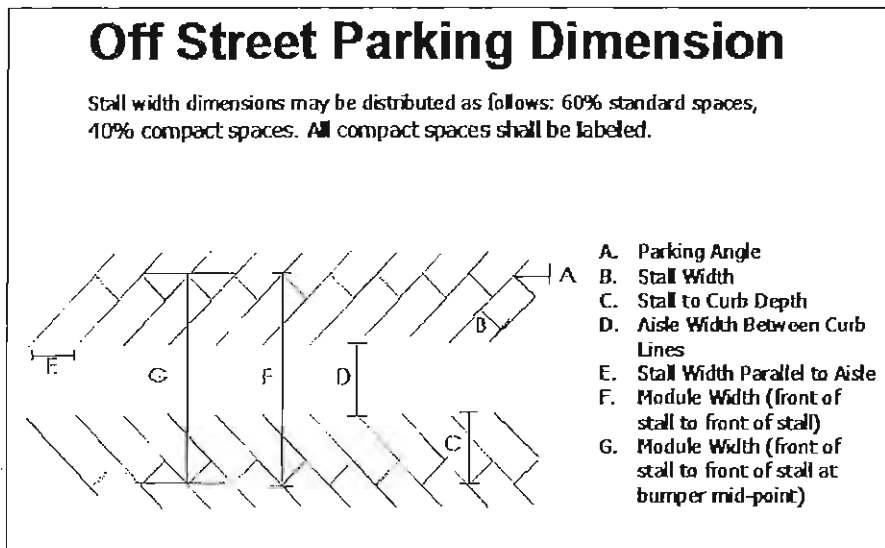 Off Street Parking Dimension
Stall width dimensions may be distributed as follows: 60% standard spaces,
40% compact spaces. All compact spaces shall be labeled.
A. Parking Angle
B. Stall Width
C. Stall to Curb Depth
D. Aisle Width Between Curb
Lines
E. Stall Width Parallel to Aisle
F. Module Width (front of
stall to front of stall)
G. Module Width (front of
stall to front of stall at
bumper mid-point)
A
B
E
G
F
D
C